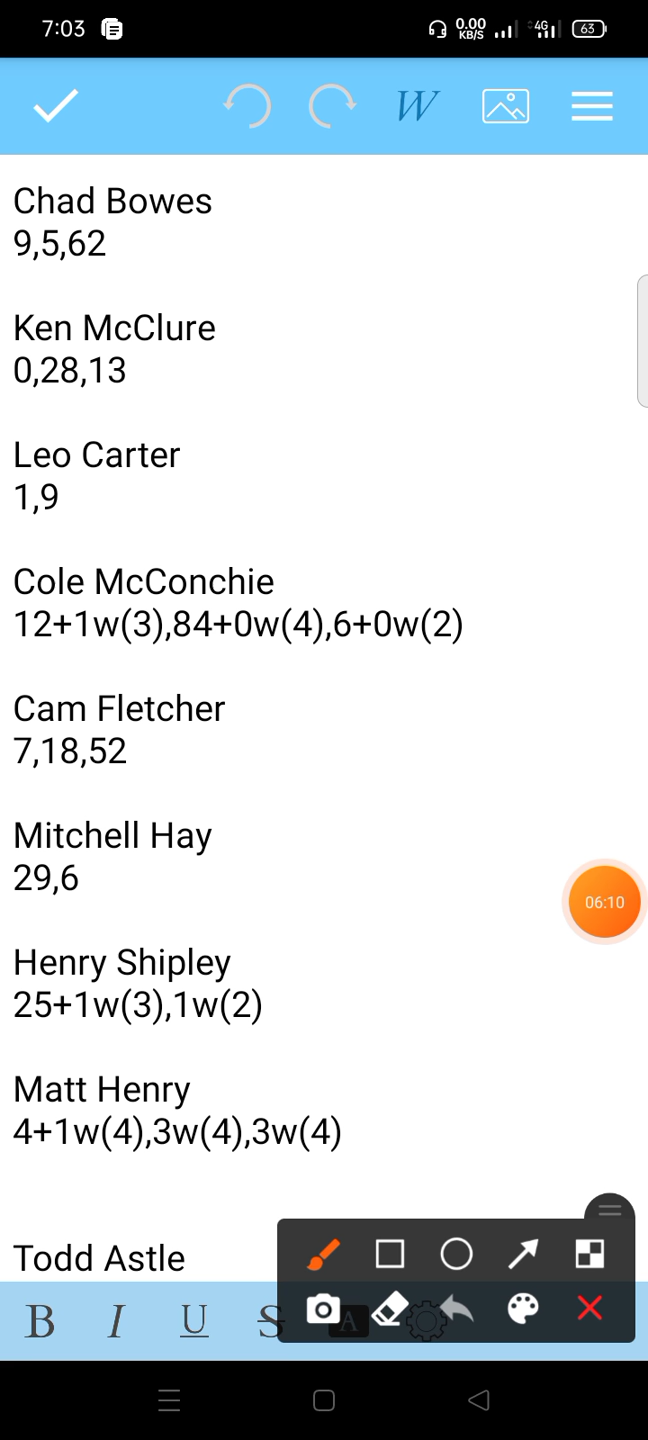 7:03
0.00
KB/S
4G
63
W
Chad Bowes
9,5,62
Ken McClure
0,28,13
Leo Carter
1,9
Cole McConchie
12+1w(3),84+0w(4),6+0w(2)
Cam Fletcher
7,18,52
Mitchell Hay
29,6
06:10
Henry Shipley
25+1w(3),1w(2)
Matt Henry
4+1w(4),3w(4),3w(4)
Todd Astle
B I U S A